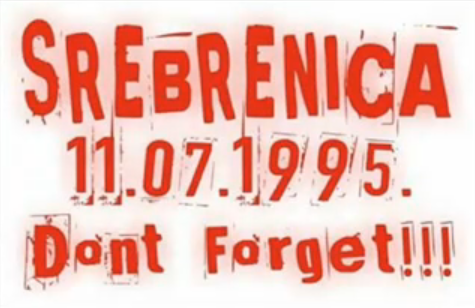 SREBRENICA
11.07.1995.
Dont Forget!!!